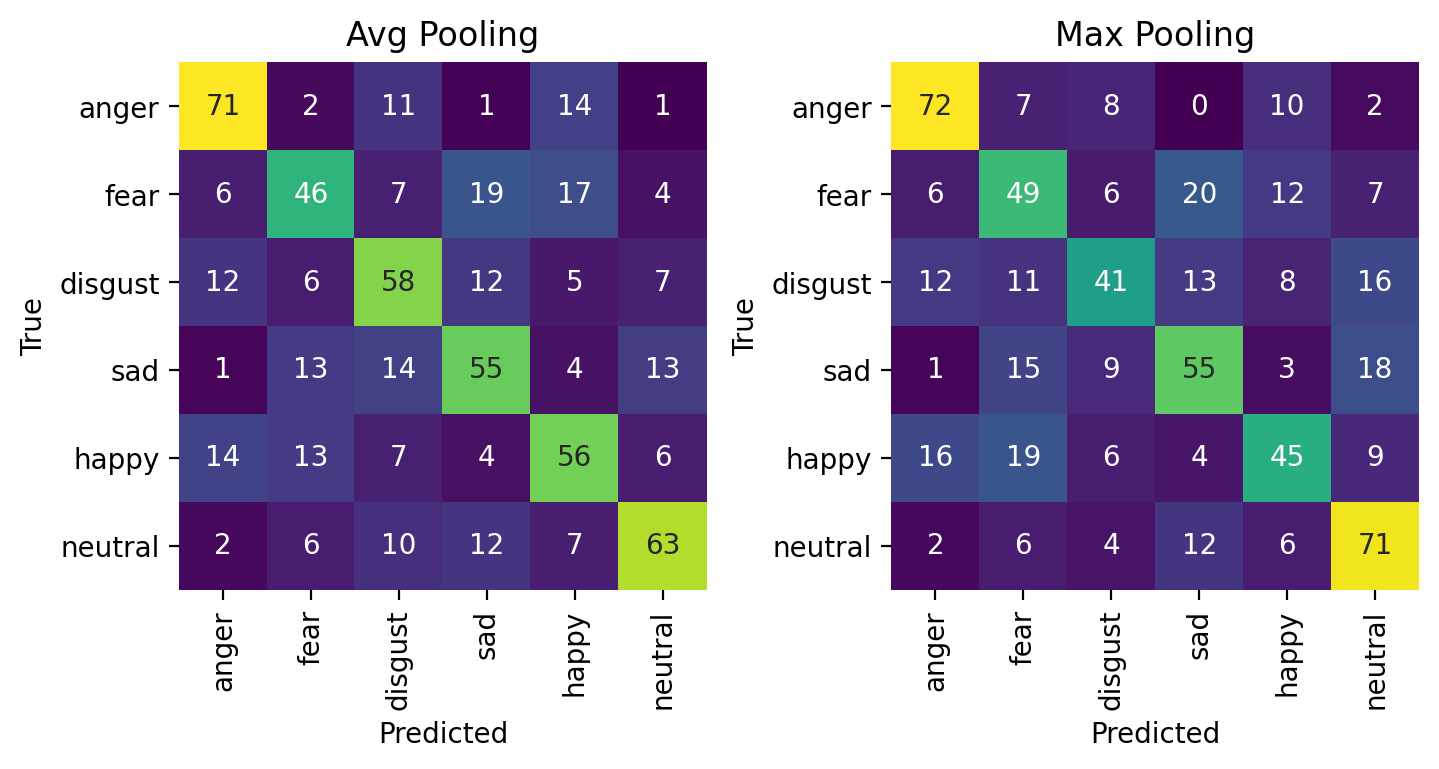 Avg Pooling
True
anger 71 2 11 1 14 1
fear 6 46 7 19 17 4
disgust 12 6 58 12 5 7
sad 1 13 14 55 4 13
happy 14 13 7 4 56 6
neutral 2 6 10 12 7 63
anger fear disgust sad happy neutral
Predicted
Max Pooling
True
anger 72 7 8 0 10 2
fear 6 49 6 20 12 7
disgust 12 11 41 13 8 16
sad 1 15 9 55 3 18
happy 16 19 6 4 45 9
neutral 2 6 4 12 6 71
anger fear disgust sad happy neutral
Predicted